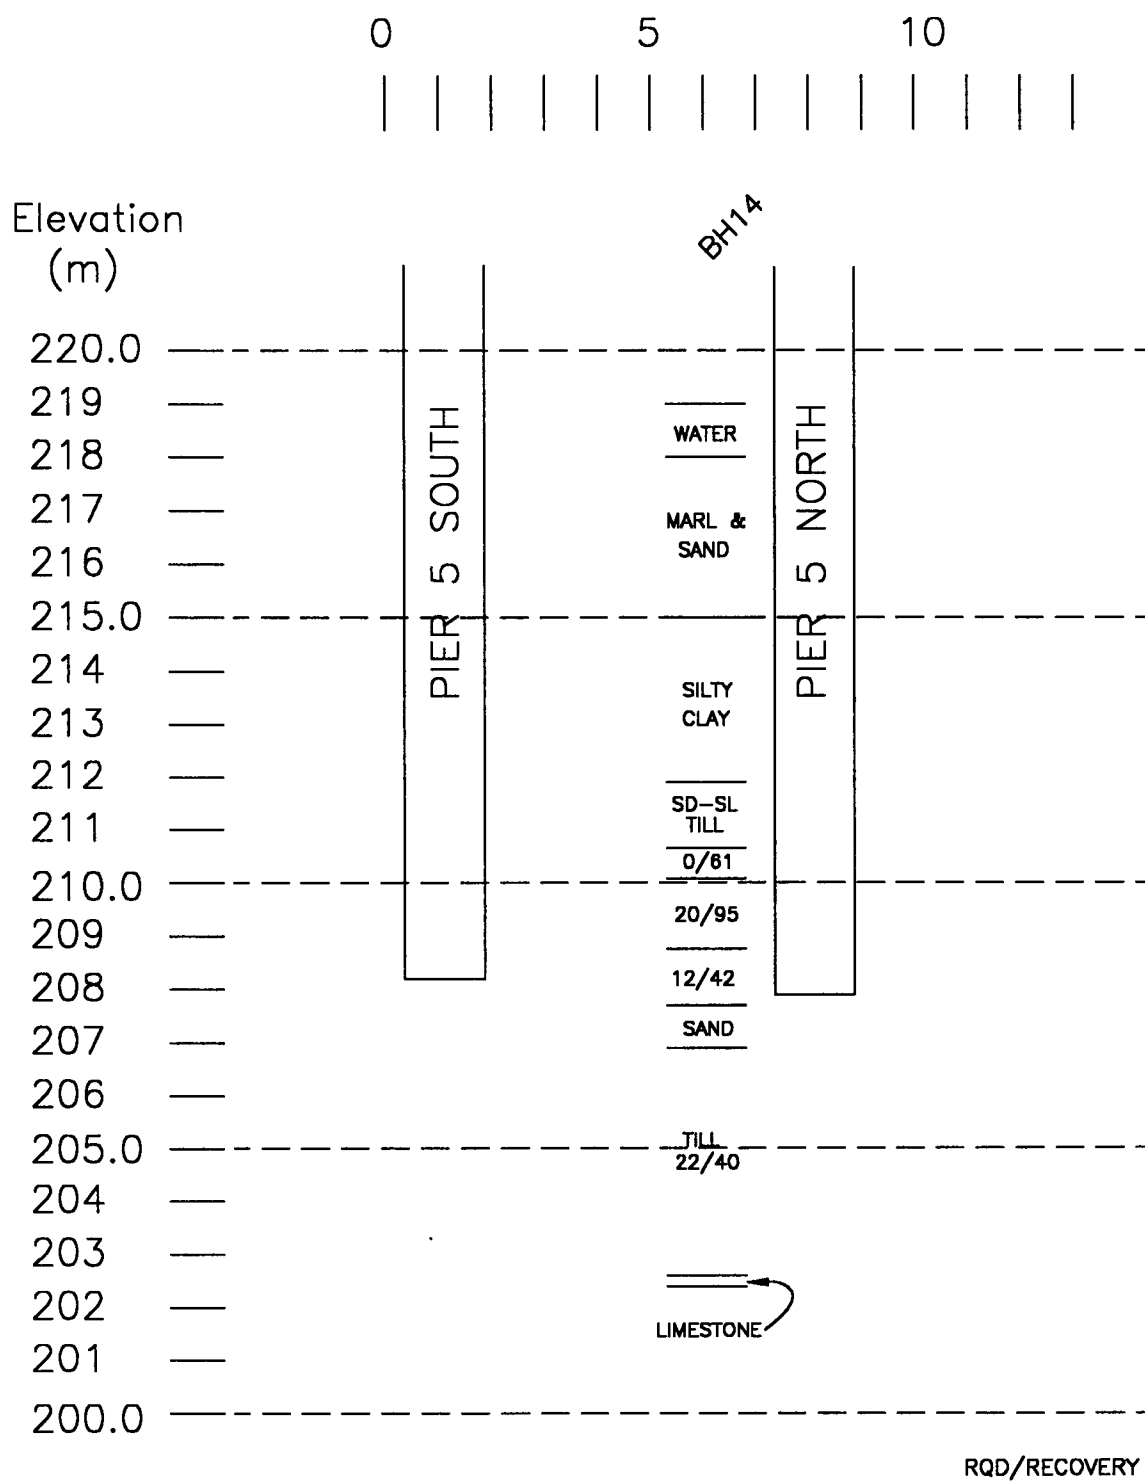 0 5 10
BH14
Elevation
(m)
220.0
219
WATER
218
217
MARL &
SAND
216
215.0
214
SILTY
CLAY
213
212
SD-SL
TILL
211
0/61
210.0
20/95
209
12/42
208
SAND
207
206
TILL
205.0
22/40
204
203
202
LIMESTONE
201
200.0
PIER 5 SOUTH
PIER 5 NORTH
RQD/RECOVERY